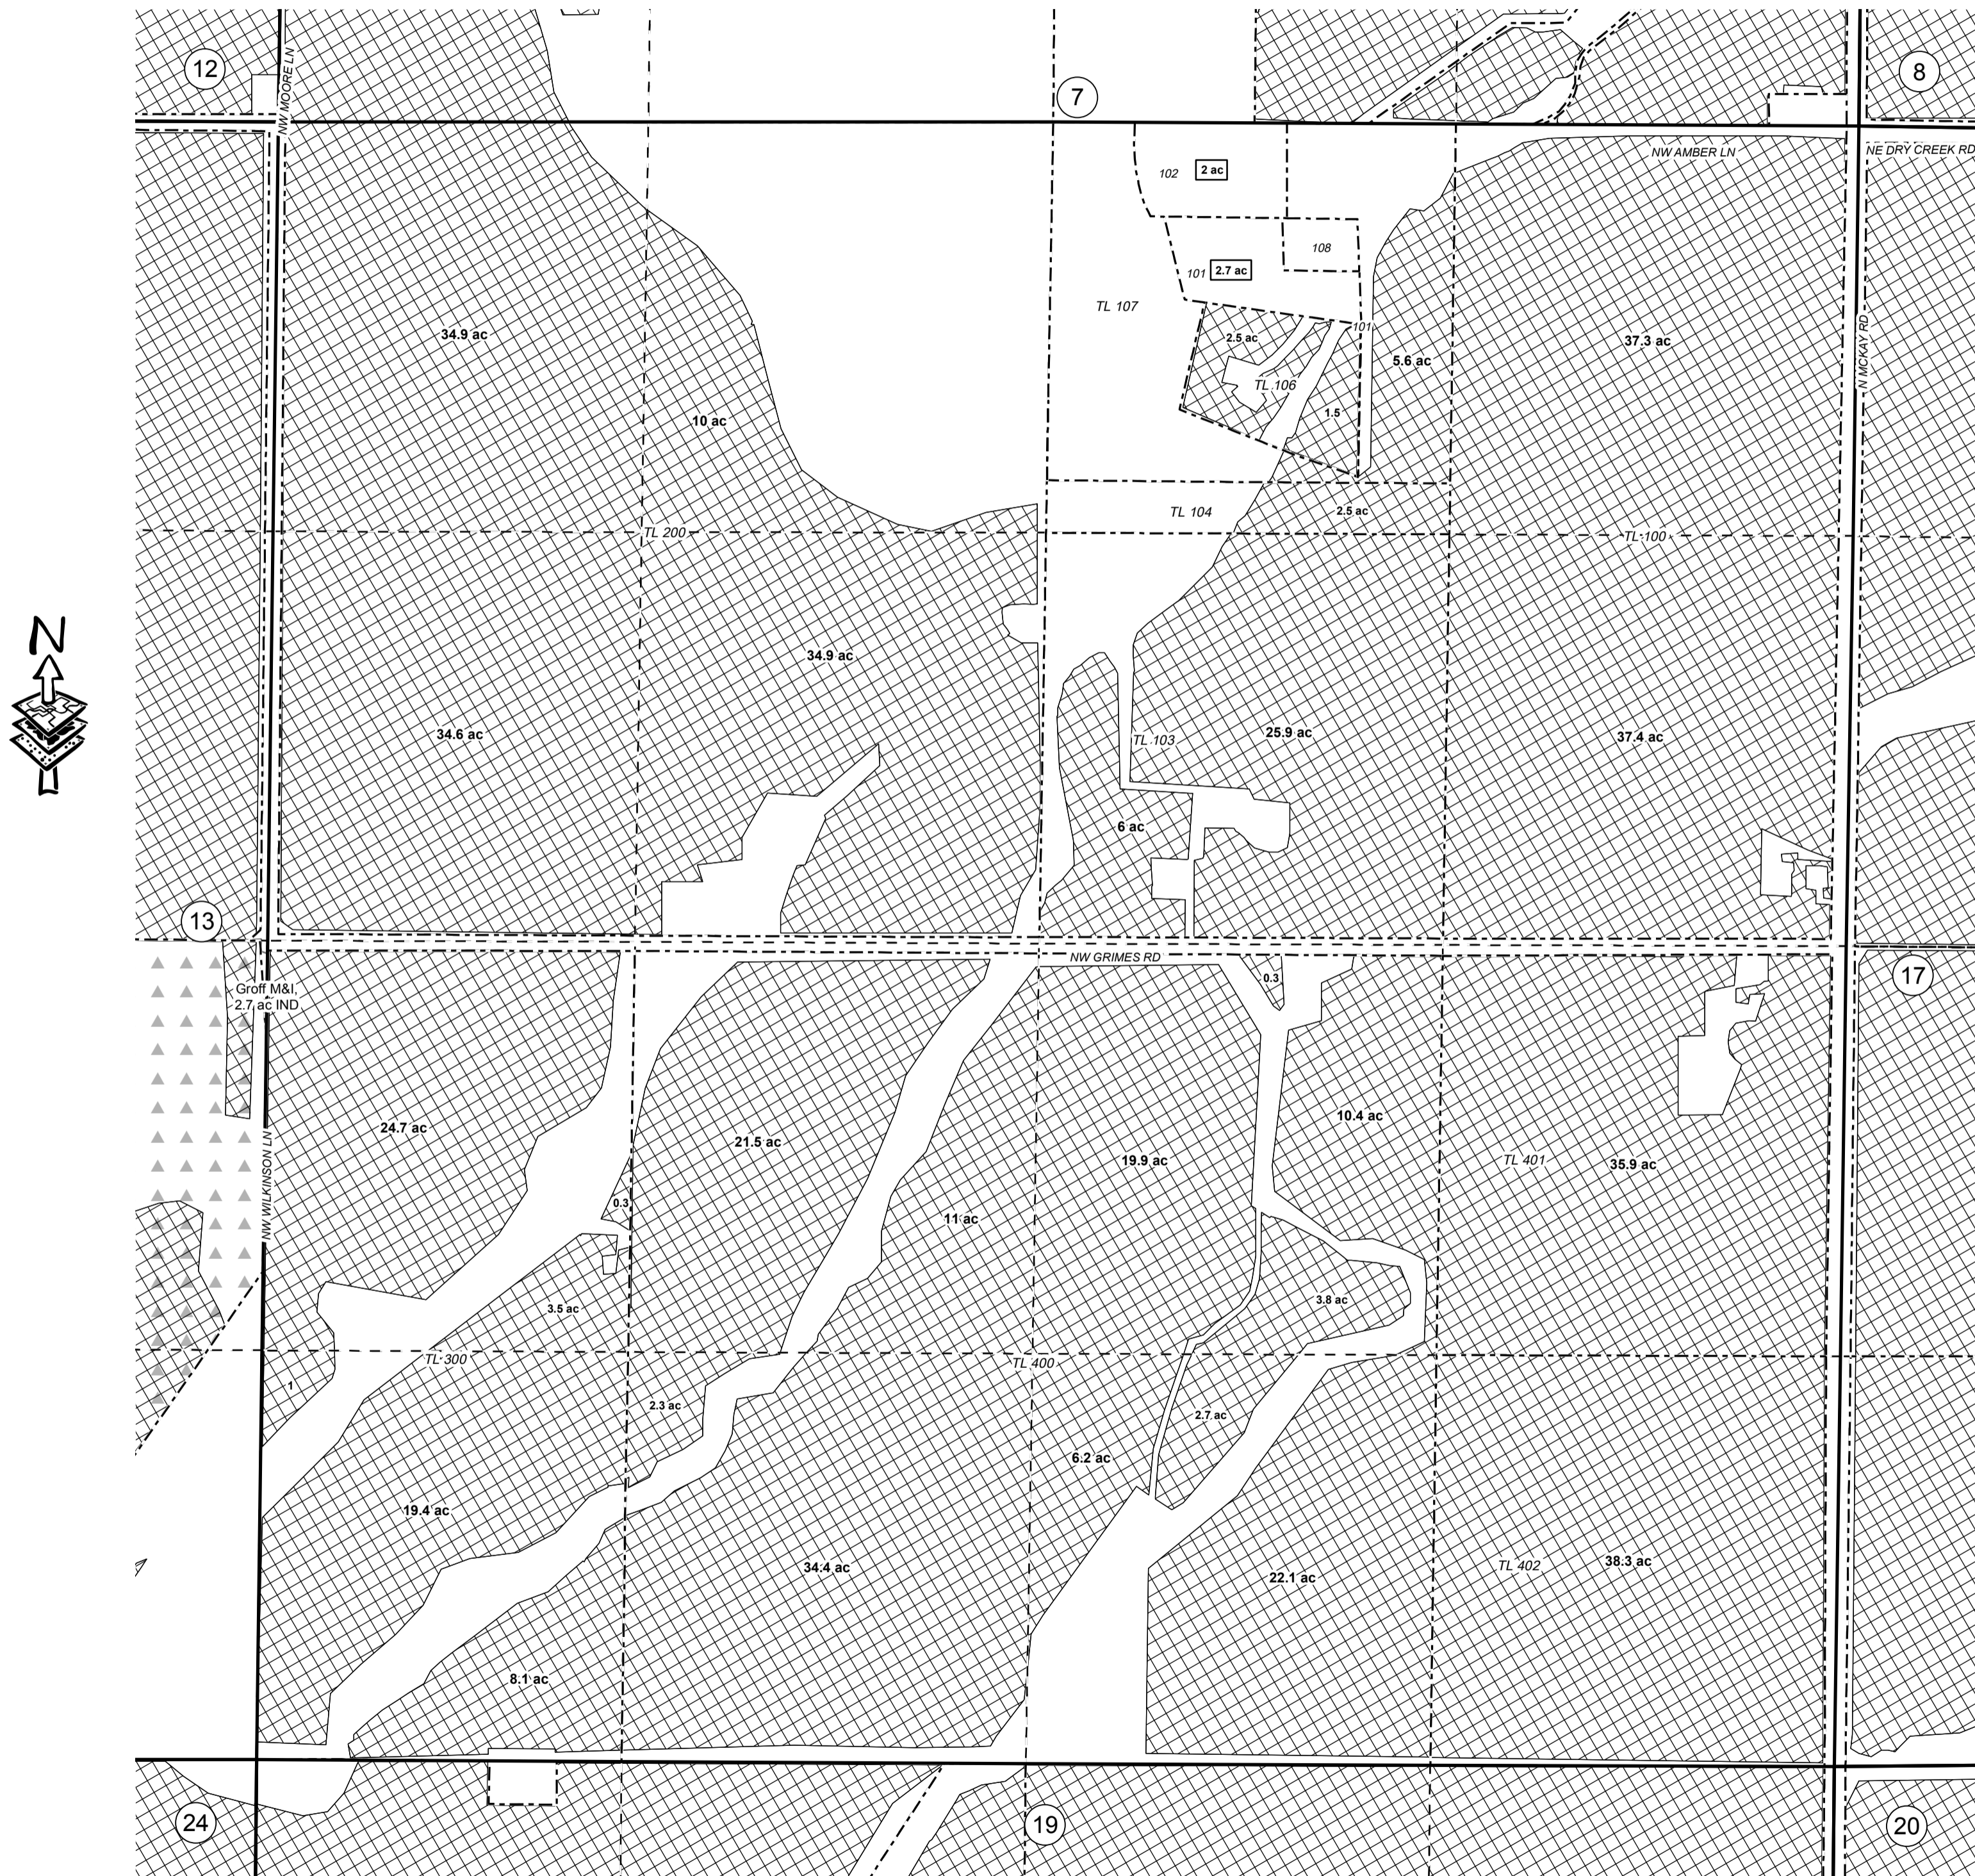 12
7
8
NW MOORE LN
NW AMBER LN
NE DRY CREEK RD
102
2 ac
108
101
2.7 ac
TL 107
101
34.9 ac
2.5 ac
5.6 ac
37.3 ac
N MCKAY RD
TL 106
10 ac
1.5
TL 104
2.5 ac
TL 200
TL 100
N
34.9 ac
34.6 ac
TL 103
25.9 ac
37.4 ac
6 ac
13
NW GRIMES RD
0.3
17
Groff M&I,
2.7 ac IND
24.7 ac
21.5 ac
19.9 ac
10.4 ac
TL 401
35.9 ac
NW WILKINSON LN
0.3
11 ac
3.5 ac
3.8 ac
TL 300
TL 400
1
2.3 ac
2.7 ac
6.2 ac
19.4 ac
34.4 ac
22.1 ac
TL 402
38.3 ac
8.1 ac
24
19
20